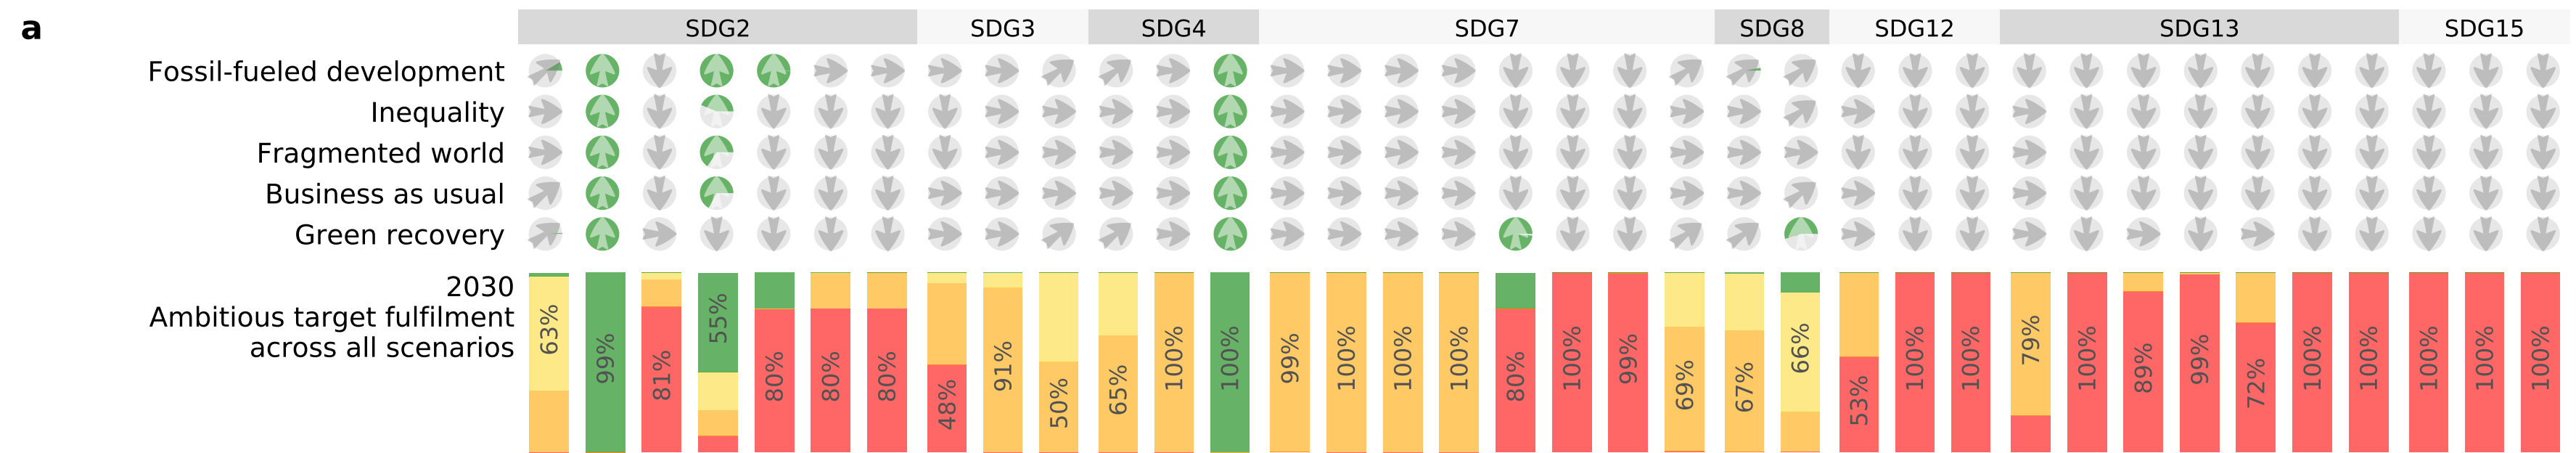 a
SDG2 SDG3 SDG4 SDG7 SDG8 SDG12 SDG13 SDG15
Fossil-fueled development
Inequality
Fragmented world
Business as usual
Green recovery
2030
Ambitious target fulfilment
across all scenarios
63% 99% 81% 55% 80% 80% 80% 48% 91% 50% 65% 100% 100% 99% 100% 100% 100% 80% 100% 99% 69% 67% 66% 53% 100% 100% 79% 100% 89% 99% 72% 100% 100% 100% 100% 100%